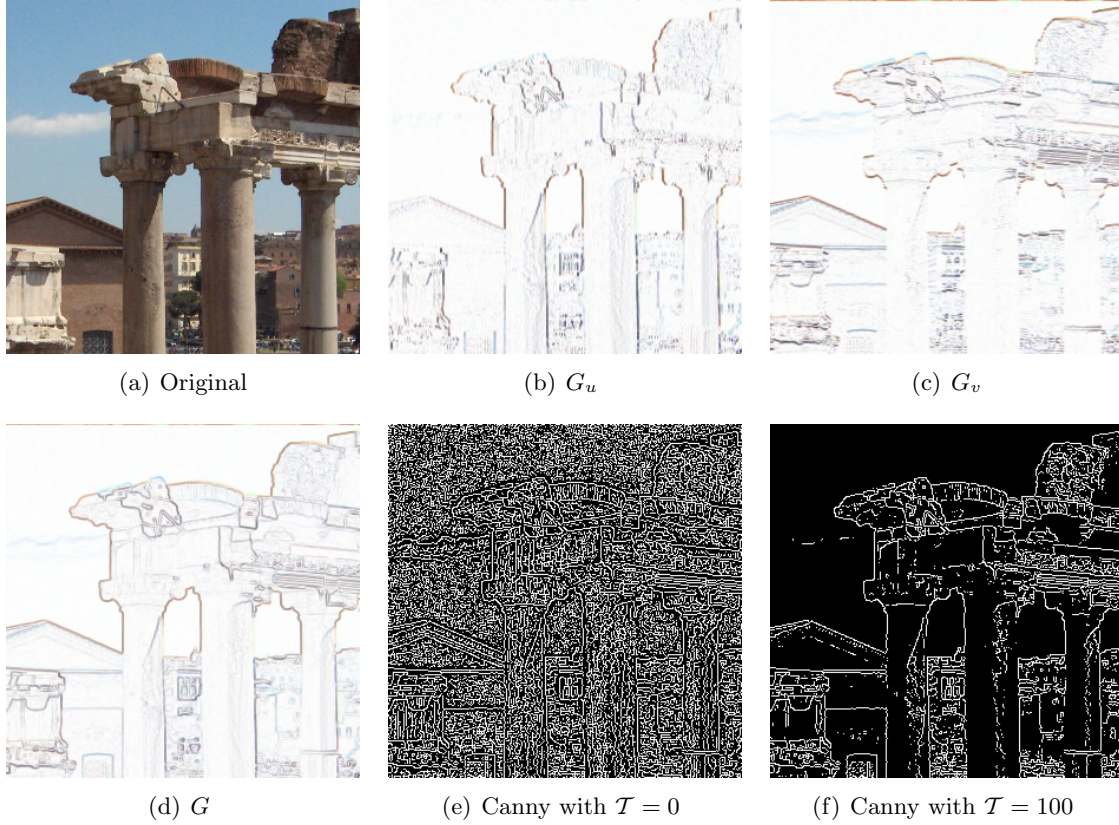 (a) Original
(b) G_u
(c) G_v
(d) G
(e) Canny with 𝒯 = 0
(f) Canny with 𝒯 = 100